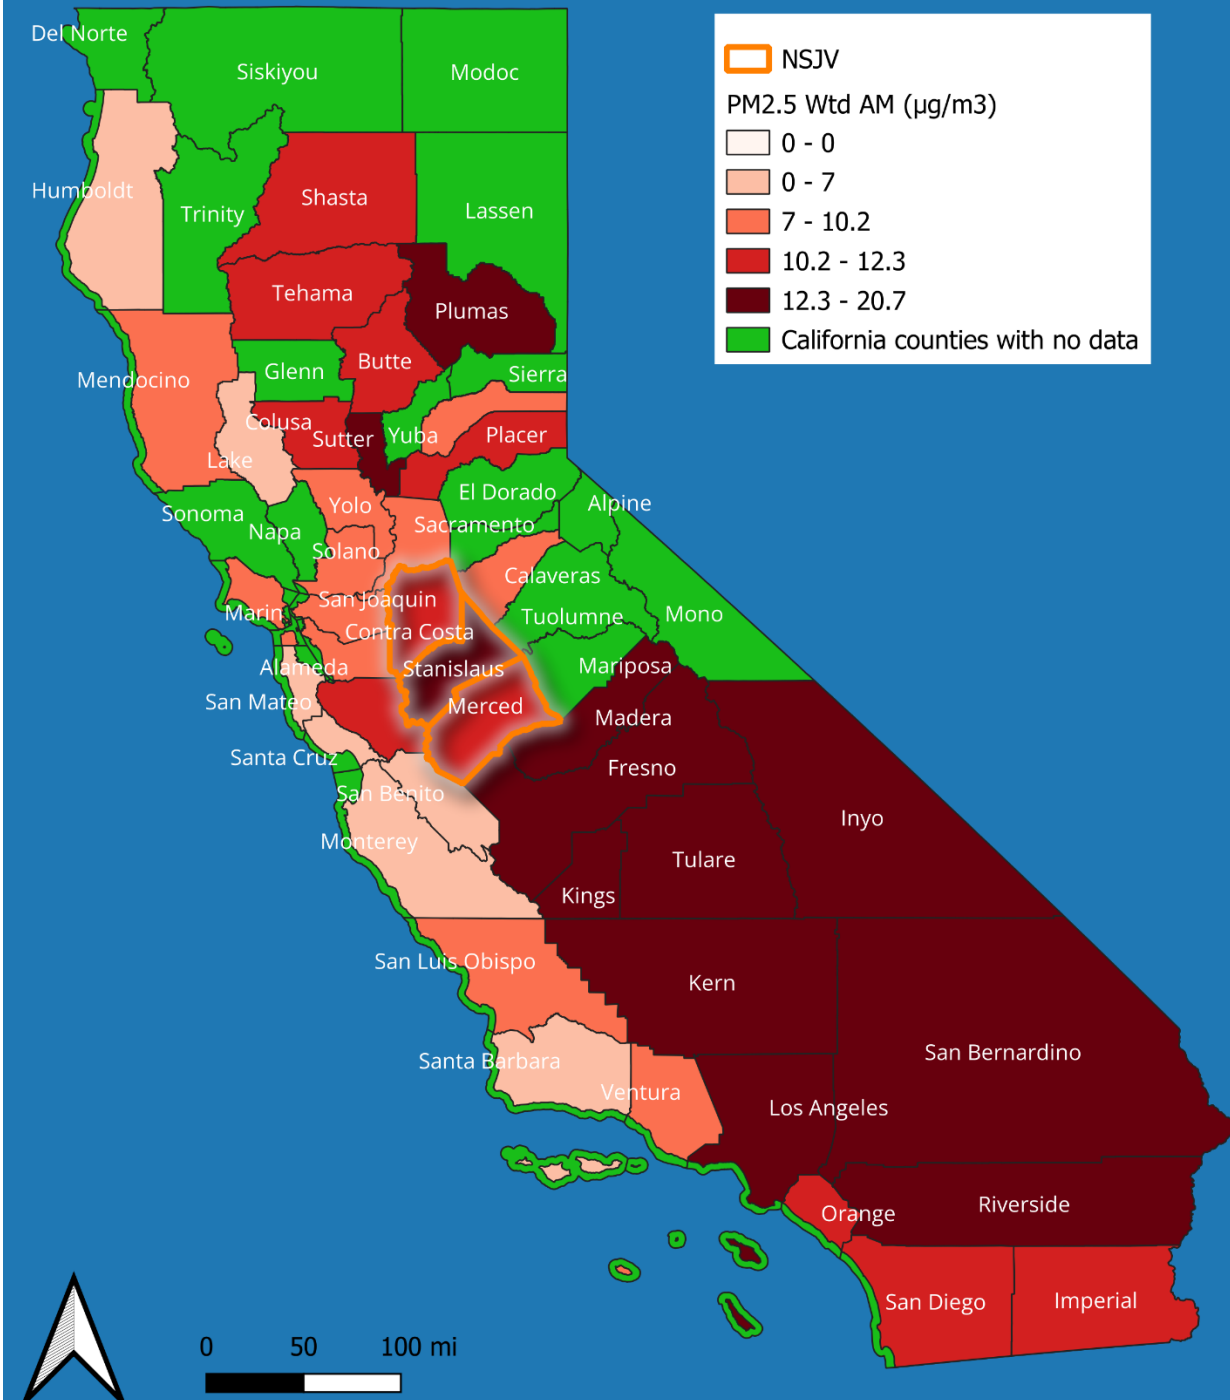 Del Norte
Siskiyou
Modoc
Humboldt
Trinity
Shasta
Lassen
Tehama
Plumas
Mendocino
Glenn
Butte
Sierra
Colusa
Sutter
Yuba
Placer
Lake
Sonoma
Napa
Yolo
El Dorado
Alpine
Sacramento
Solano
Calaveras
San Joaquin
Marin
Contra Costa
Tuolumne
Mono
Alameda
Stanislaus
Mariposa
San Mateo
Merced
Madera
Santa Cruz
Fresno
San Benito
Inyo
Monterey
Tulare
Kings
San Luis Obispo
Kern
Santa Barbara
San Bernardino
Ventura
Los Angeles
Orange
Riverside
San Diego
Imperial
NSJV
PM2.5 Wtd AM (µg/m3)
0 - 0
0 - 7
7 - 10.2
10.2 - 12.3
12.3 - 20.7
California counties with no data
0 50 100 mi